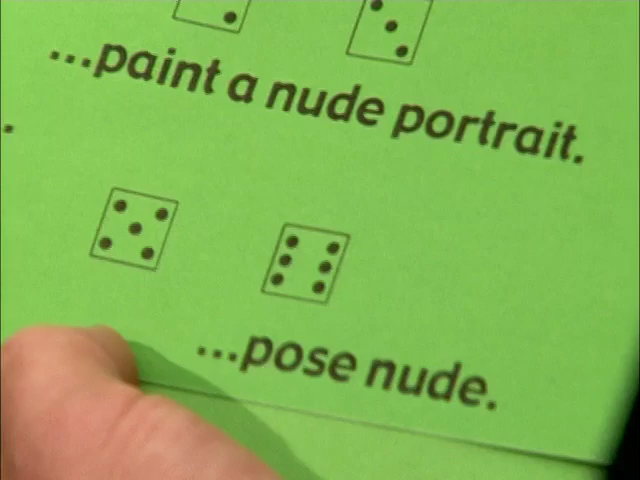 ...paint a nude portrait.
.
...pose nude.